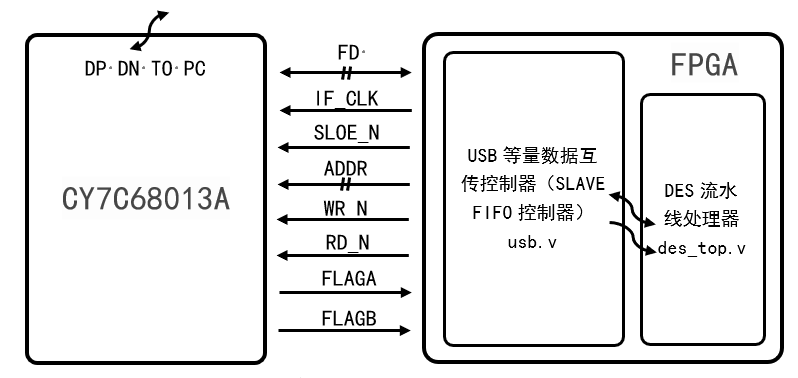 DP DN TO PC
CY7C68013A
FD
IF_CLK
SLOE_N
ADDR
WR_N
RD_N
FLAGA
FLAGB
FPGA
USB 等量数据互
传控制器（SLAVE
FIFO 控制器）
usb.v
DES 流水
线处理器
des_top.v